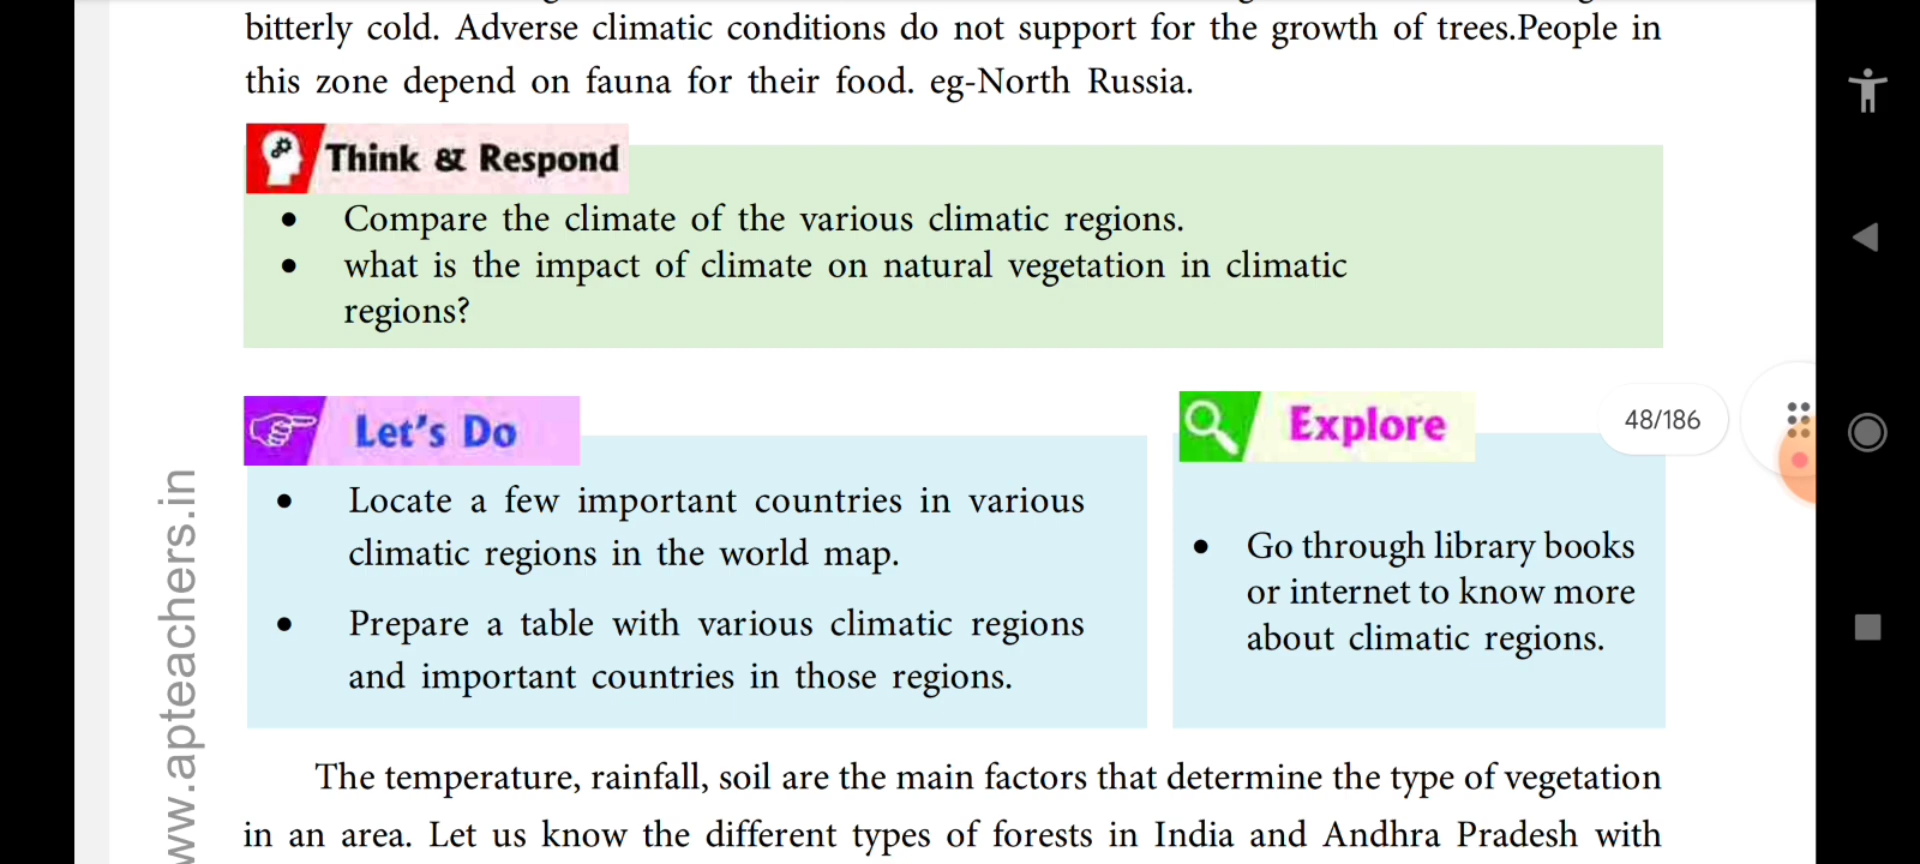 bitterly cold. Adverse climatic conditions do not support for the growth of trees.People in
this zone depend on fauna for their food. eg-North Russia.
Think & Respond
• Compare the climate of the various climatic regions.
• what is the impact of climate on natural vegetation in climatic
regions?
Let's Do
• Locate a few important countries in various
climatic regions in the world map.
• Prepare a table with various climatic regions
and important countries in those regions.
Explore
• Go through library books
or internet to know more
about climatic regions.
48/186
The temperature, rainfall, soil are the main factors that determine the type of vegetation
in an area. Let us know the different types of forests in India and Andhra Pradesh with
ww.apteachers.in